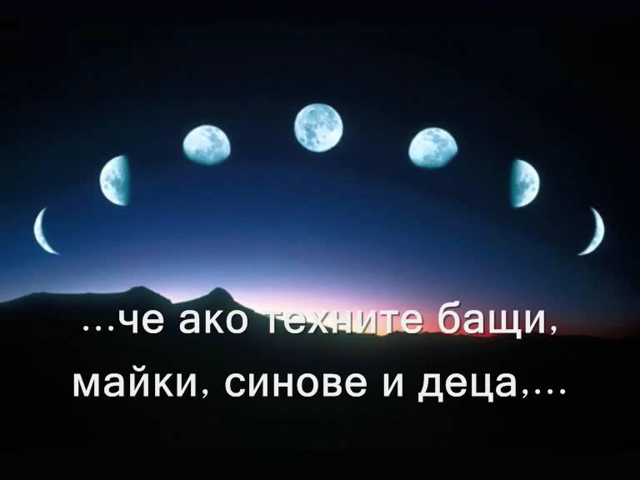 ...че ако техните бащи,
майки, синове и деца,...